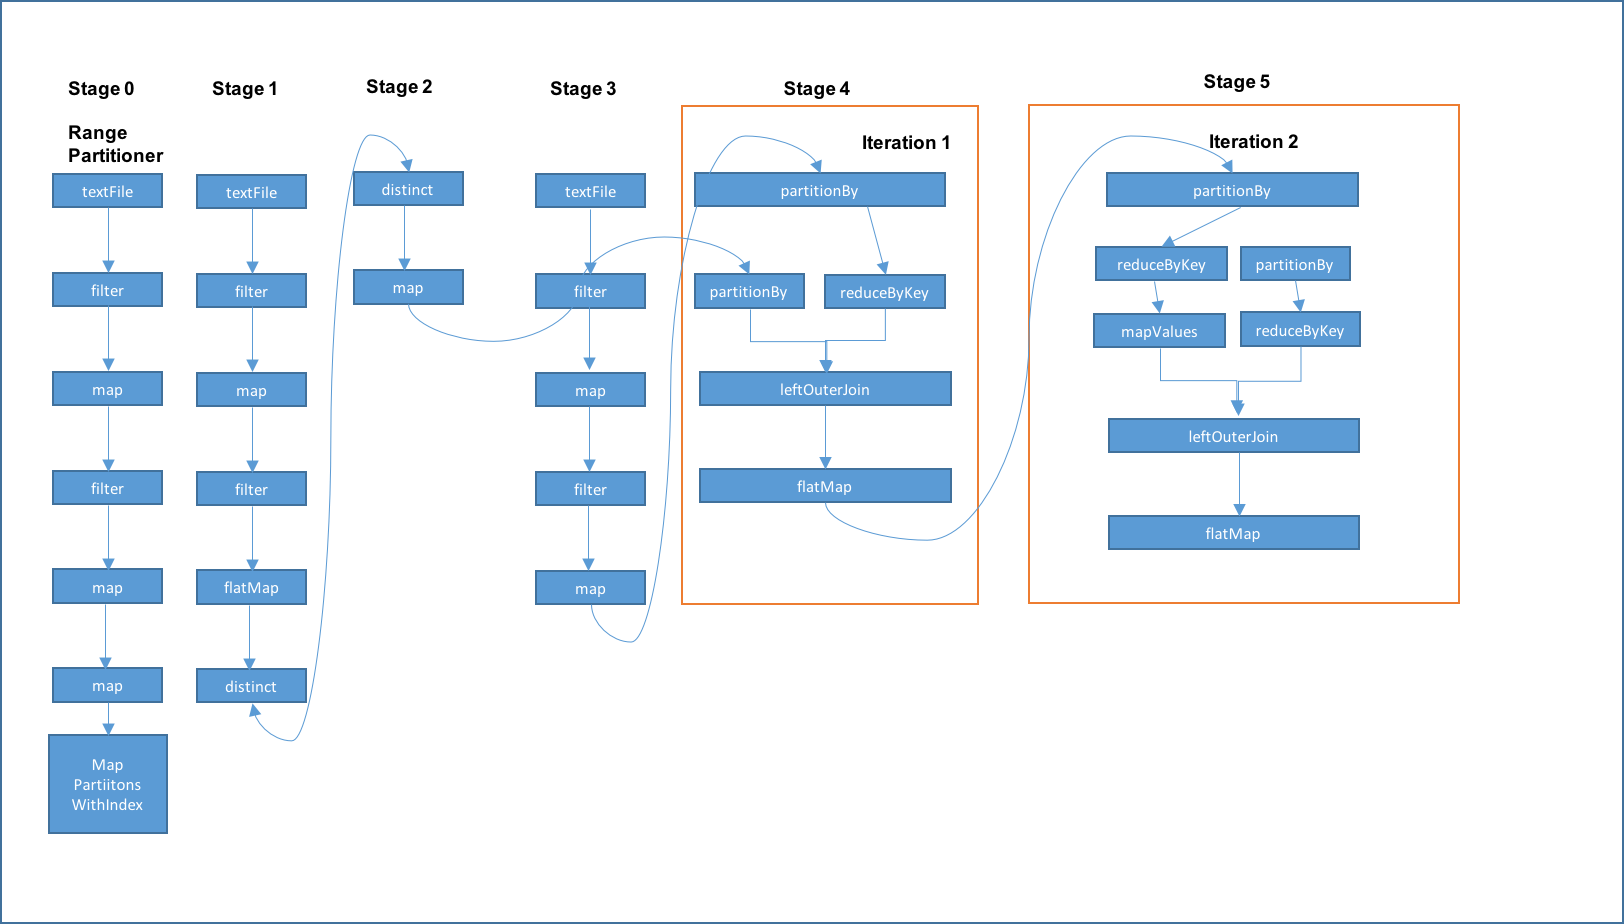 Stage 0
Range
Partitioner
textFile
filter
map
filter
map
map
Map
Partiitons
WithIndex
Stage 1
textFile
filter
map
filter
flatMap
distinct
Stage 2
distinct
map
Stage 3
textFile
filter
map
filter
map
Stage 4
Iteration 1
partitionBy
partitionBy
reduceByKey
leftOuterJoin
flatMap
Stage 5
Iteration 2
partitionBy
reduceByKey
partitionBy
mapValues
reduceByKey
leftOuterJoin
flatMap